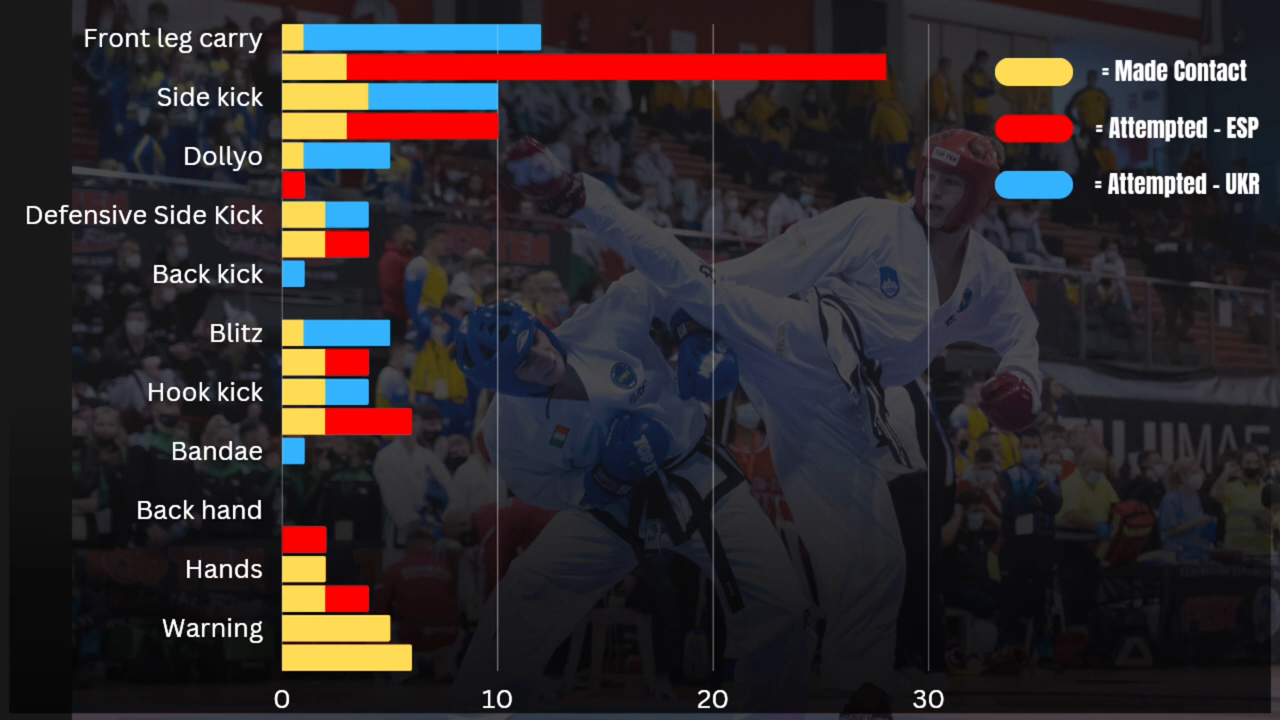 Front leg carry
Side kick
Dollyo
Defensive Side Kick
Back kick
Blitz
Hook kick
Bandae
Back hand
Hands
Warning
0 10 20 30
= Made Contact
= Attempted - ESP
= Attempted - UKR